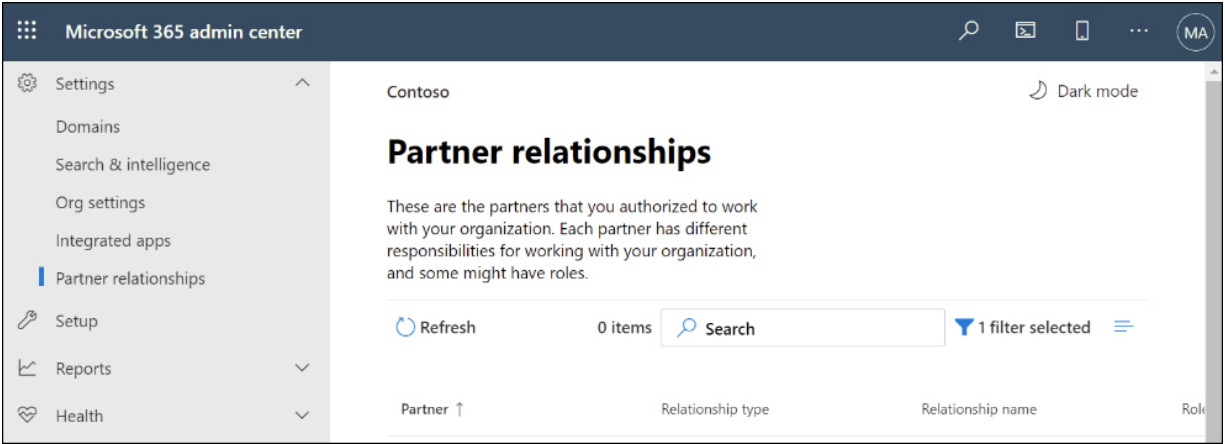 Microsoft 365 admin center
MA
Settings
Domains
Search & intelligence
Org settings
Integrated apps
Partner relationships
Setup
Reports
Health
Contoso
Dark mode
Partner relationships
These are the partners that you authorized to work
with your organization. Each partner has different
responsibilities for working with your organization,
and some might have roles.
Refresh 0 items Search 1 filter selected
Partner ↑ Relationship type Relationship name